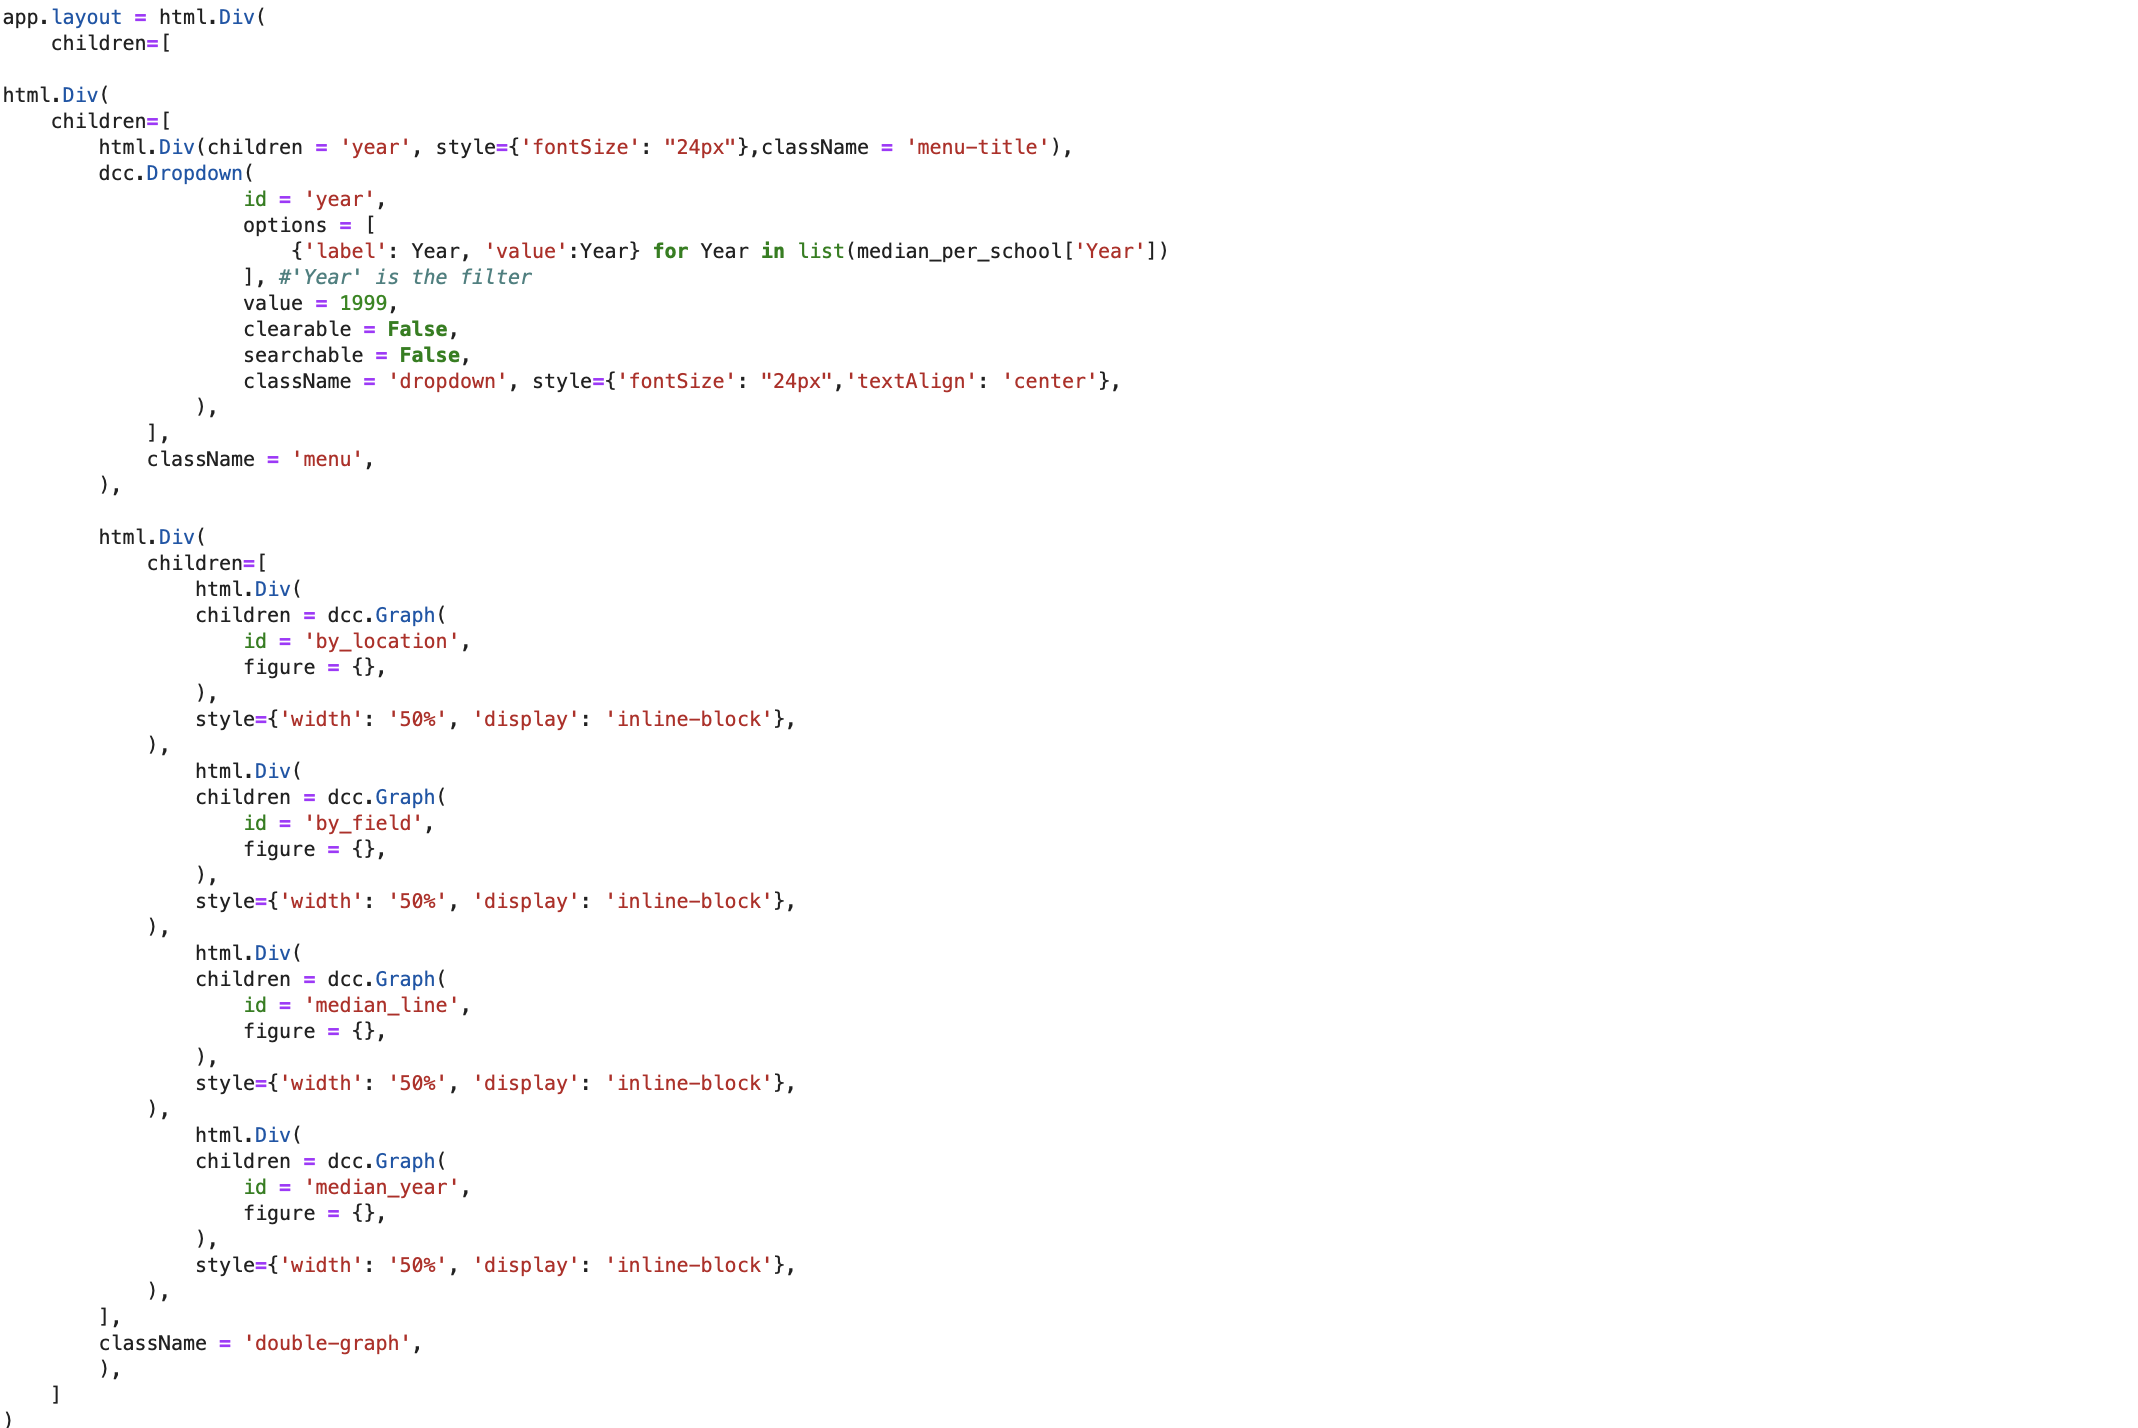 app.layout = html.Div(
    children=[

html.Div(
    children=[
        html.Div(children = 'year', style={'fontSize': "24px"},className = 'menu-title'),
        dcc.Dropdown(
                    id = 'year',
                    options = [
                        {'label': Year, 'value':Year} for Year in list(median_per_school['Year'])
                    ], #'Year' is the filter
                    value = 1999,
                    clearable = False,
                    searchable = False,
                    className = 'dropdown', style={'fontSize': "24px",'textAlign': 'center'},
                ),
            ],
            className = 'menu',
        ),

        html.Div(
            children=[
                html.Div(
                children = dcc.Graph(
                    id = 'by_location',
                    figure = {},
                ),
                style={'width': '50%', 'display': 'inline-block'},
            ),
                html.Div(
                children = dcc.Graph(
                    id = 'by_field',
                    figure = {},
                ),
                style={'width': '50%', 'display': 'inline-block'},
            ),
                html.Div(
                children = dcc.Graph(
                    id = 'median_line',
                    figure = {},
                ),
                style={'width': '50%', 'display': 'inline-block'},
            ),
                html.Div(
                children = dcc.Graph(
                    id = 'median_year',
                    figure = {},
                ),
                style={'width': '50%', 'display': 'inline-block'},
            ),
        ],
        className = 'double-graph',
        ),
    ]
)